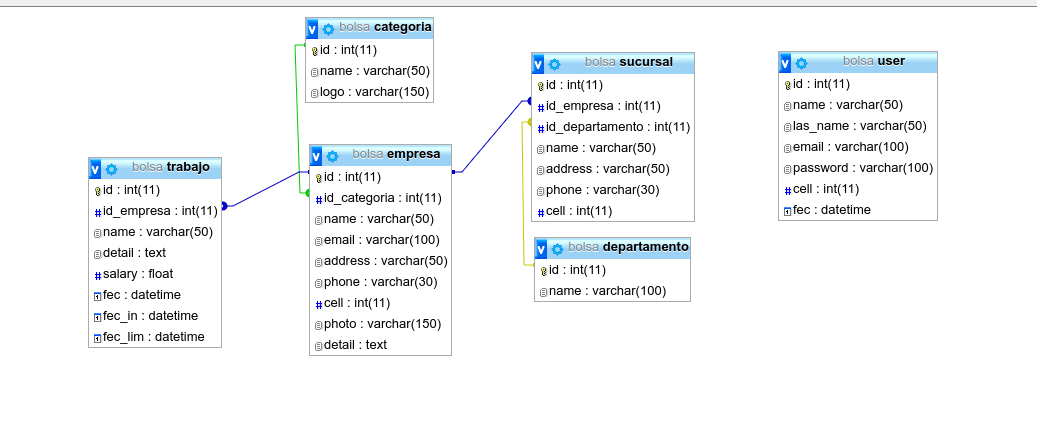 v bolsa categoria
id : int(11)
name : varchar(50)
logo : varchar(150)
v bolsa trabajo
id : int(11)
# id_empresa : int(11)
name : varchar(50)
detail : text
# salary : float
fec : datetime
fec_in : datetime
fec_lim : datetime
v bolsa empresa
id : int(11)
# id_categoria : int(11)
name : varchar(50)
email : varchar(100)
address : varchar(50)
phone : varchar(30)
# cell : int(11)
photo : varchar(150)
detail : text
v bolsa sucursal
id : int(11)
# id_empresa : int(11)
# id_departamento : int(11)
name : varchar(50)
address : varchar(50)
phone : varchar(30)
# cell : int(11)
v bolsa departamento
id : int(11)
name : varchar(100)
v bolsa user
id : int(11)
name : varchar(50)
las_name : varchar(50)
email : varchar(100)
password : varchar(100)
# cell : int(11)
fec : datetime